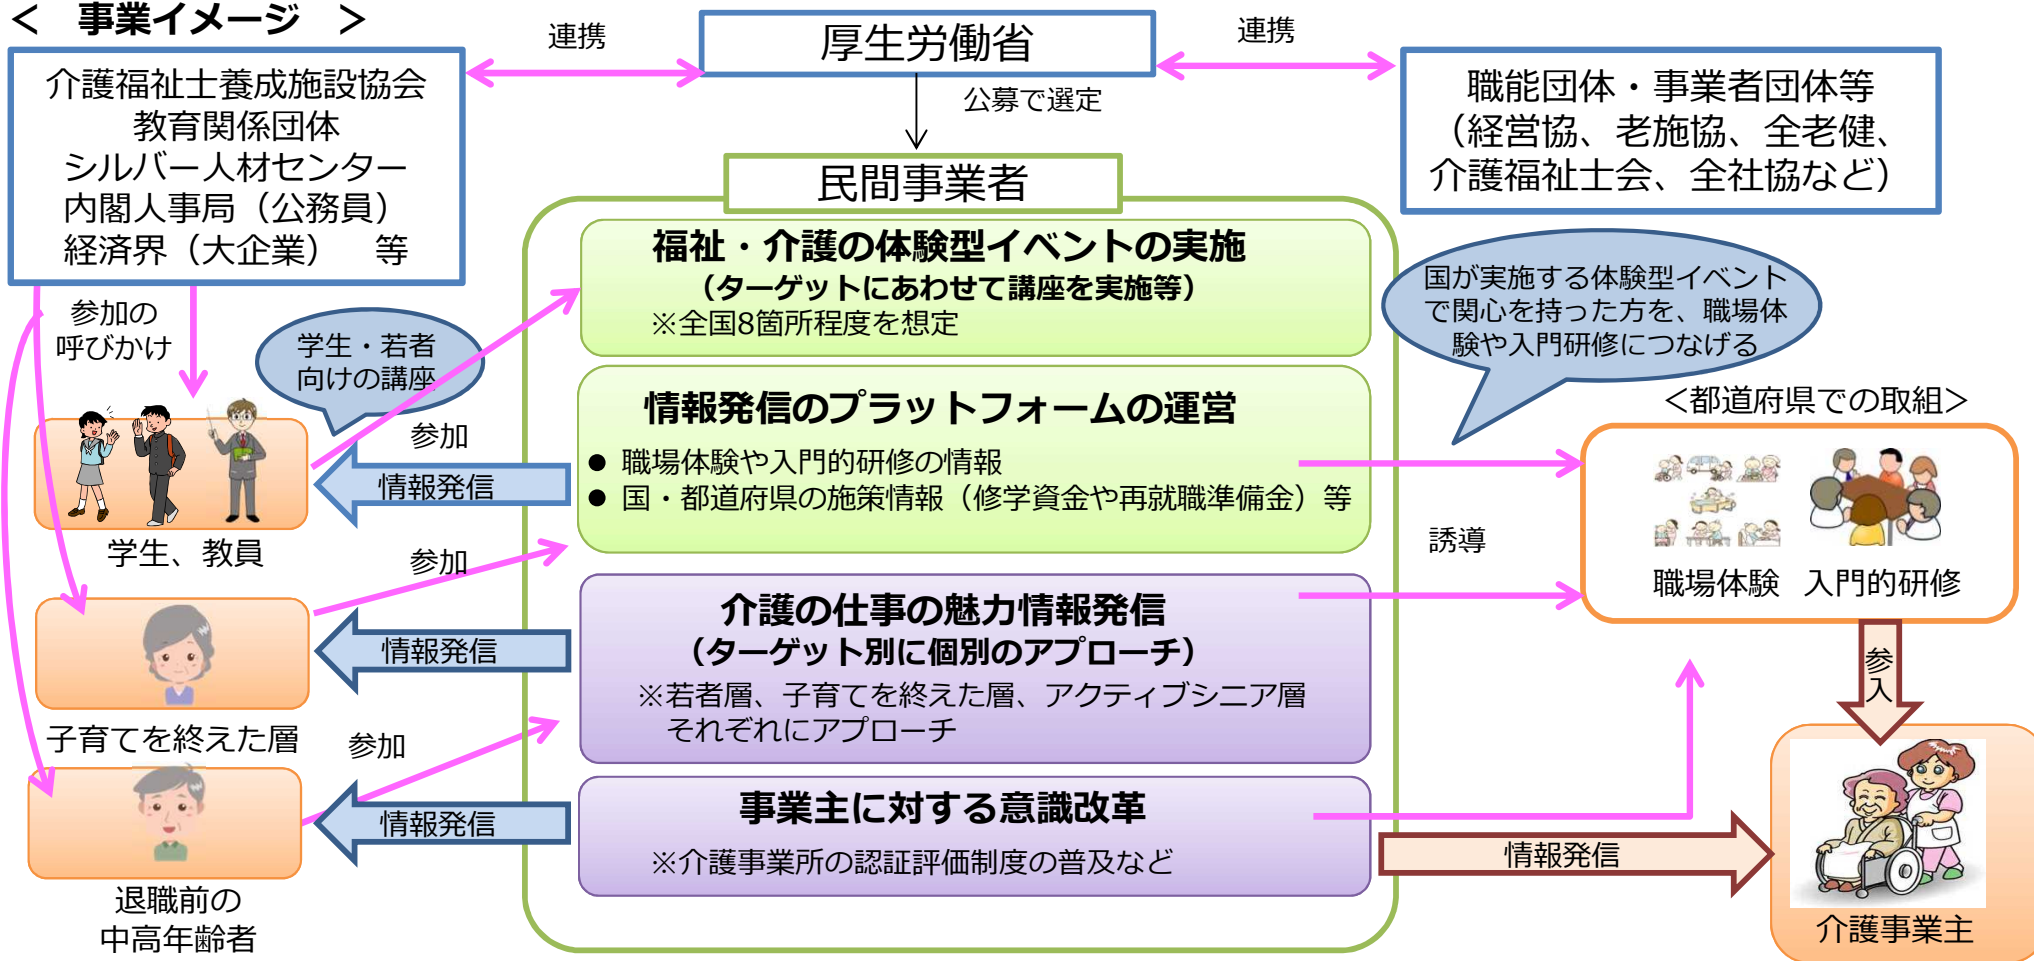 ＜　事業イメージ　＞
連携
厚生労働省
連携
介護福祉士養成施設協会
教育関係団体
シルバー人材センター
内閣人事局（公務員）
経済界（大企業）　等
公募で選定
職能団体・事業者団体等
（経営協、老施協、全老健、
介護福祉士会、全社協など）
民間事業者
福祉・介護の体験型イベントの実施
（ターゲットにあわせて講座を実施等）
※全国8箇所程度を想定
国が実施する体験型イベント
で関心を持った方を、職場体
験や入門研修につなげる
参加の
呼びかけ
学生・若者
向けの講座
情報発信のプラットフォームの運営
● 職場体験や入門的研修の情報
● 国・都道府県の施策情報（修学資金や再就職準備金）等
＜都道府県での取組＞
参加
情報発信
学生、教員
参加
誘導
職場体験　入門的研修
介護の仕事の魅力情報発信
（ターゲット別に個別のアプローチ）
※若者層、子育てを終えた層、アクティブシニア層
それぞれにアプローチ
情報発信
参入
子育てを終えた層
参加
事業主に対する意識改革
※介護事業所の認証評価制度の普及など
情報発信
情報発信
退職前の
中高年齢者
介護事業主